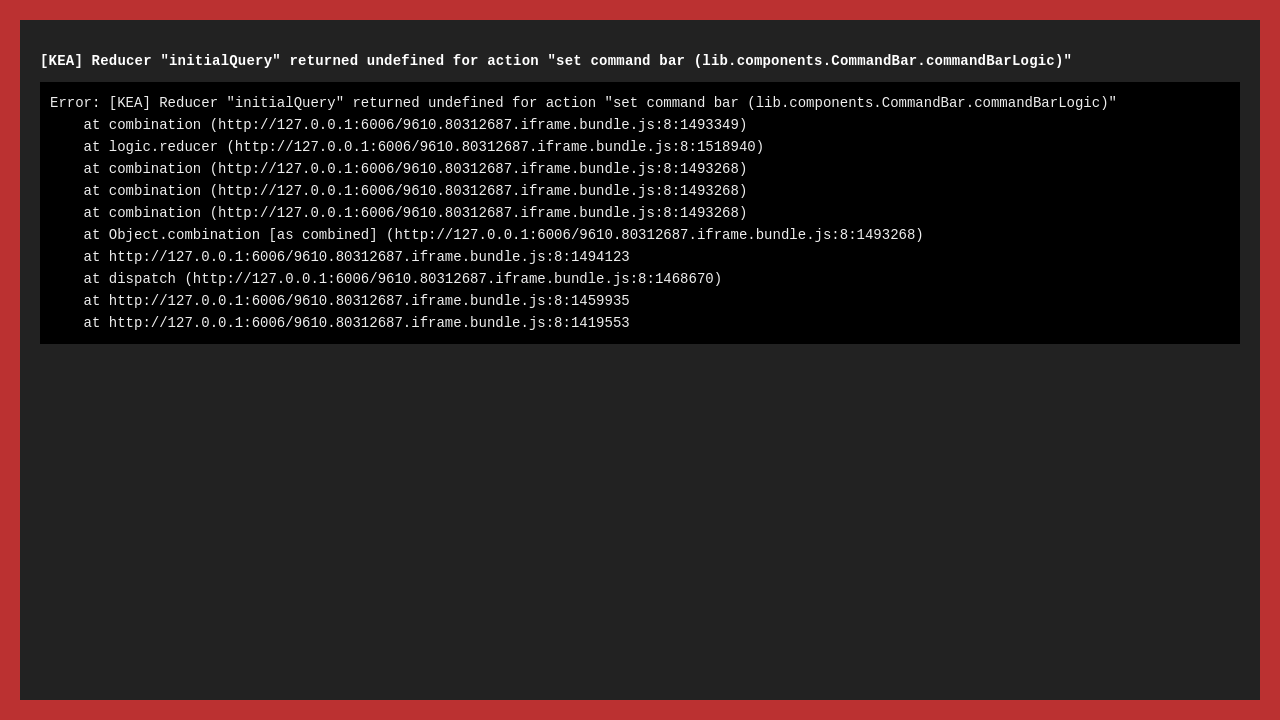 [KEA] Reducer "initialQuery" returned undefined for action "set command bar (lib.components.CommandBar.commandBarLogic)"
Error: [KEA] Reducer "initialQuery" returned undefined for action "set command bar (lib.components.CommandBar.commandBarLogic)"
    at combination (http://127.0.0.1:6006/9610.80312687.iframe.bundle.js:8:1493349)
    at logic.reducer (http://127.0.0.1:6006/9610.80312687.iframe.bundle.js:8:1518940)
    at combination (http://127.0.0.1:6006/9610.80312687.iframe.bundle.js:8:1493268)
    at combination (http://127.0.0.1:6006/9610.80312687.iframe.bundle.js:8:1493268)
    at combination (http://127.0.0.1:6006/9610.80312687.iframe.bundle.js:8:1493268)
    at Object.combination [as combined] (http://127.0.0.1:6006/9610.80312687.iframe.bundle.js:8:1493268)
    at http://127.0.0.1:6006/9610.80312687.iframe.bundle.js:8:1494123
    at dispatch (http://127.0.0.1:6006/9610.80312687.iframe.bundle.js:8:1468670)
    at http://127.0.0.1:6006/9610.80312687.iframe.bundle.js:8:1459935
    at http://127.0.0.1:6006/9610.80312687.iframe.bundle.js:8:1419553